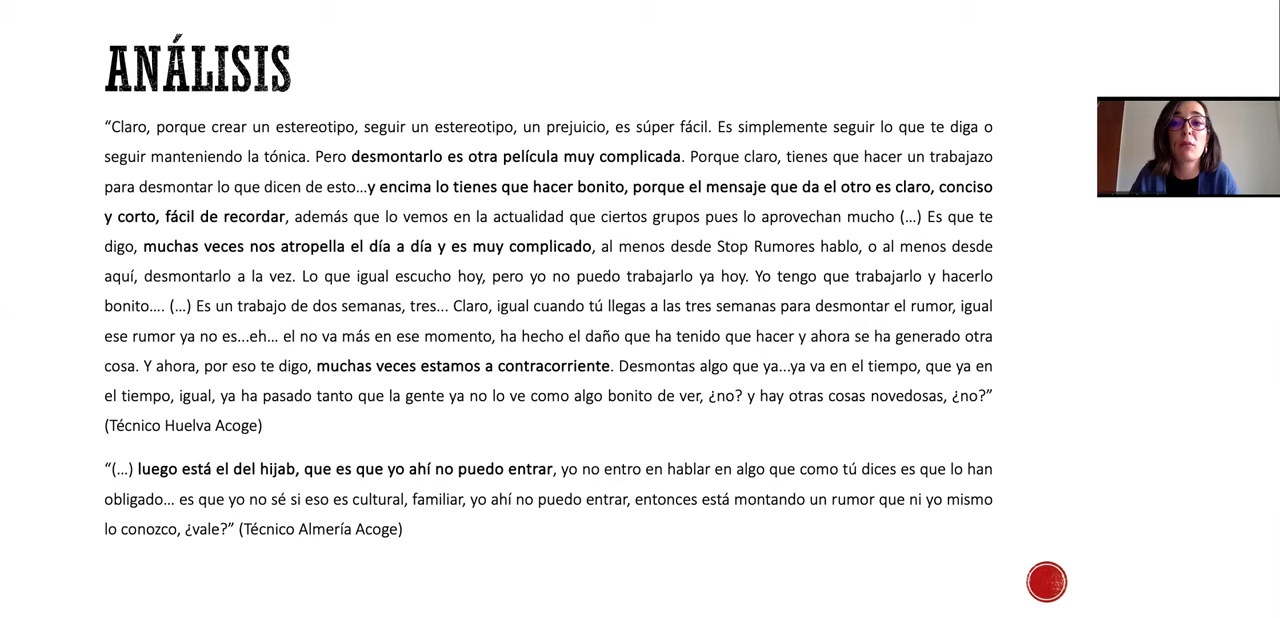 ANÁLISIS
“Claro, porque crear un estereotipo, seguir un estereotipo, un prejuicio, es súper fácil. Es simplemente seguir lo que te diga o
seguir manteniendo la tónica. Pero desmontarlo es otra película muy complicada. Porque claro, tienes que hacer un trabajazo
para desmontar lo que dicen de esto...y encima lo tienes que hacer bonito, porque el mensaje que da el otro es claro, conciso
y corto, fácil de recordar, además que lo vemos en la actualidad que ciertos grupos pues lo aprovechan mucho (...) Es que te
digo, muchas veces nos atropella el día a día y es muy complicado, al menos desde Stop Rumores hablo, o al menos desde
aquí, desmontarlo a la vez. Lo que igual escucho hoy, pero yo no puedo trabajarlo ya hoy. Yo tengo que trabajarlo y hacerlo
bonito.... (...) Es un trabajo de dos semanas, tres... Claro, igual cuando tú llegas a las tres semanas para desmontar el rumor, igual
ese rumor ya no es...eh... el no va más en ese momento, ha hecho el daño que ha tenido que hacer y ahora se ha generado otra
cosa. Y ahora, por eso te digo, muchas veces estamos a contracorriente. Desmontas algo que ya...ya va en el tiempo, que ya en
el tiempo, igual, ya ha pasado tanto que la gente ya no lo ve como algo bonito de ver, ¿no? y hay otras cosas novedosas, ¿no?”
(Técnico Huelva Acoge)
“(...) luego está el del hijab, que es que yo ahí no puedo entrar, yo no entro en hablar en algo que como tú dices es que lo han
obligado... es que yo no sé si eso es cultural, familiar, yo ahí no puedo entrar, entonces está montando un rumor que ni yo mismo
lo conozco, ¿vale?” (Técnico Almería Acoge)